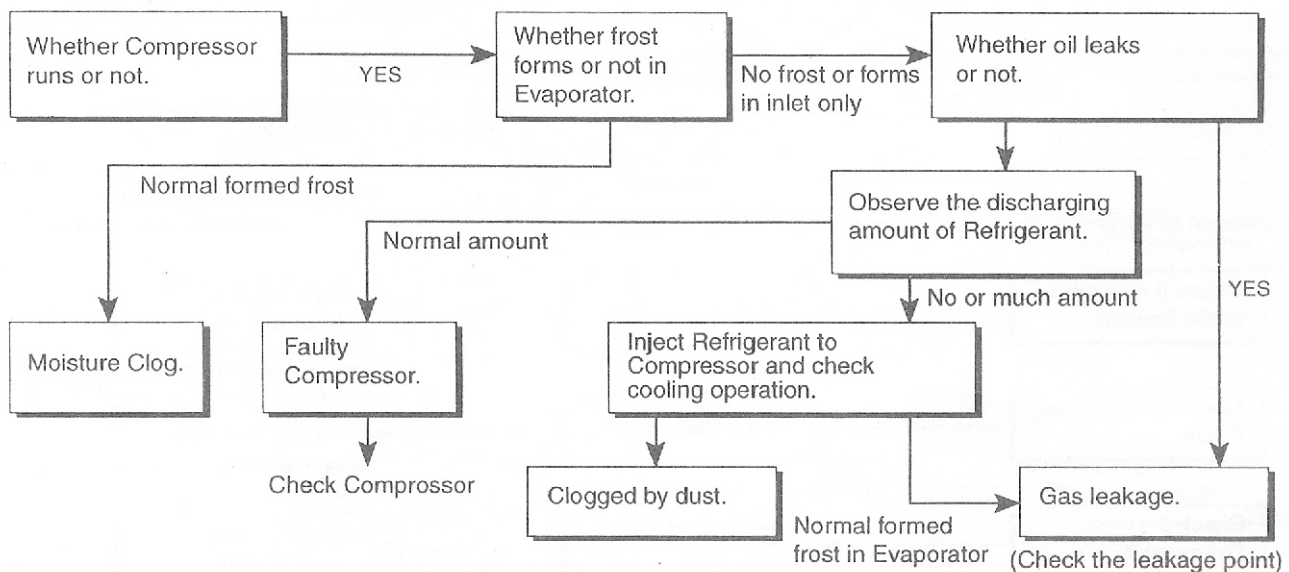 Whether Compressor
runs or not.
YES
Whether frost
forms or not in
Evaporator.
No frost or forms
in inlet only
Whether oil leaks
or not.
Normal formed frost
Observe the discharging
amount of Refrigerant.
Normal amount
No or much amount
YES
Moisture Clog.
Faulty
Compressor.
Inject Refrigerant to
Compressor and check
cooling operation.
Check Comprossor
Clogged by dust.
Normal formed
frost in Evaporator
Gas leakage.
(Check the leakage point)